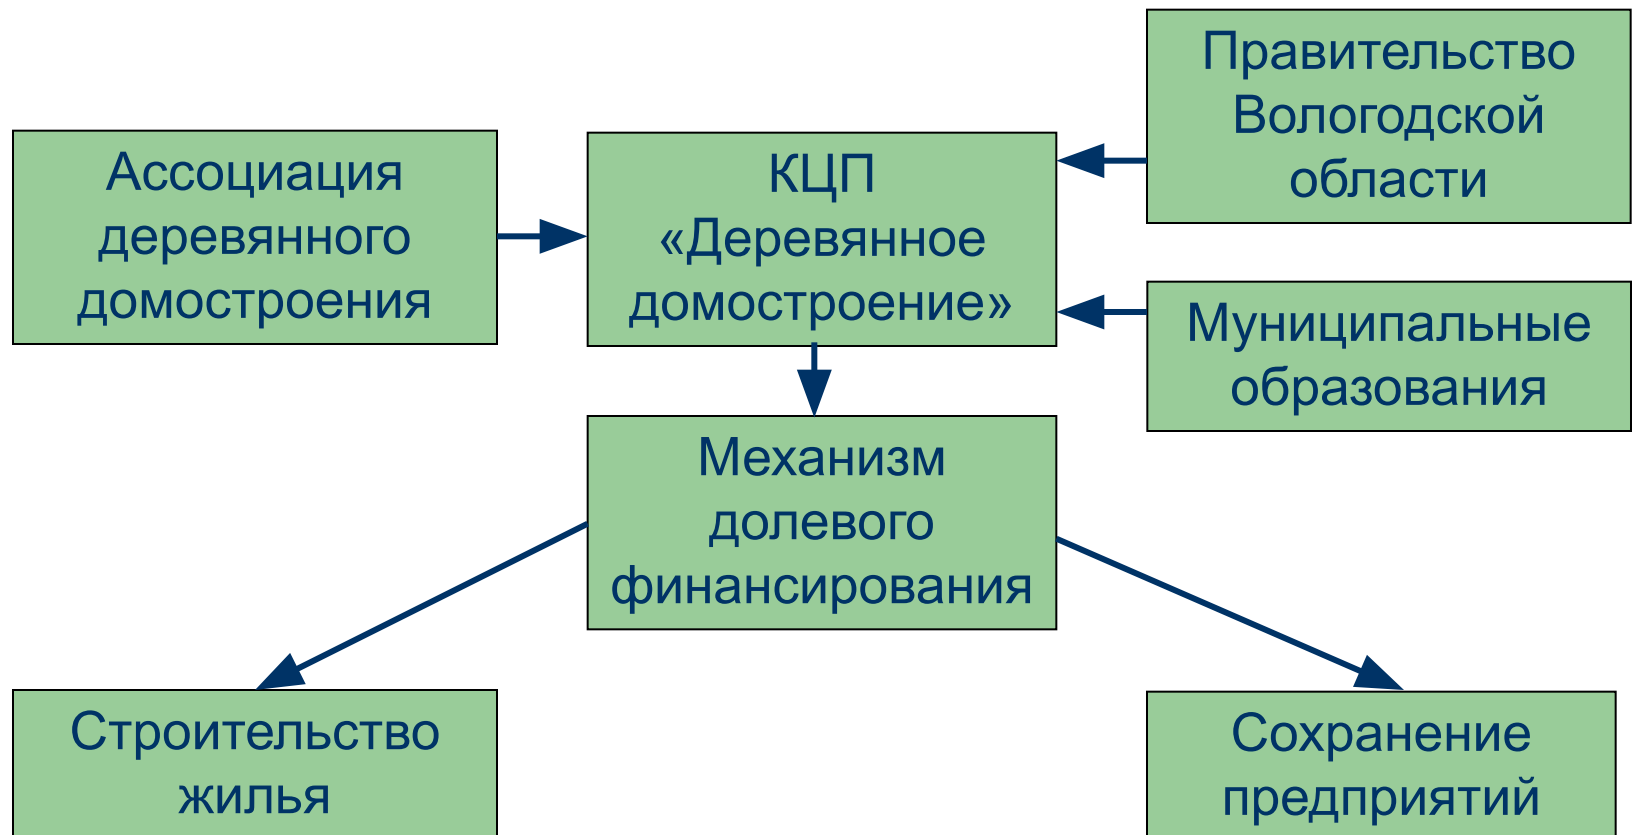 Правительство
Вологодской
области
Ассоциация
деревянного
домостроения
КЦП
«Деревянное
домостроение»
Муниципальные
образования
Механизм
долевого
финансирования
Строительство
жилья
Сохранение
предприятий